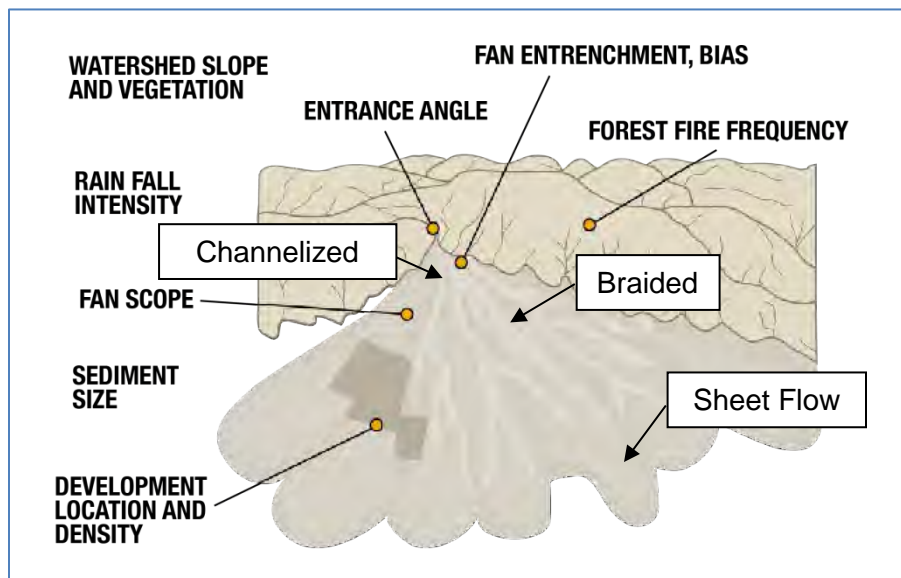 WATERSHED SLOPE
AND VEGETATION
FAN ENTRENCHMENT, BIAS
ENTRANCE ANGLE
FOREST FIRE FREQUENCY
RAIN FALL
INTENSITY
Channelized
Braided
FAN SCOPE
SEDIMENT
SIZE
Sheet Flow
DEVELOPMENT
LOCATION AND
DENSITY